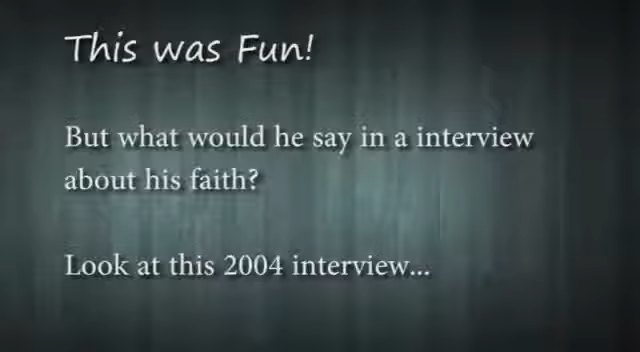 This was Fun!
But what would he say in a interview
about his faith?
Look at this 2004 interview...